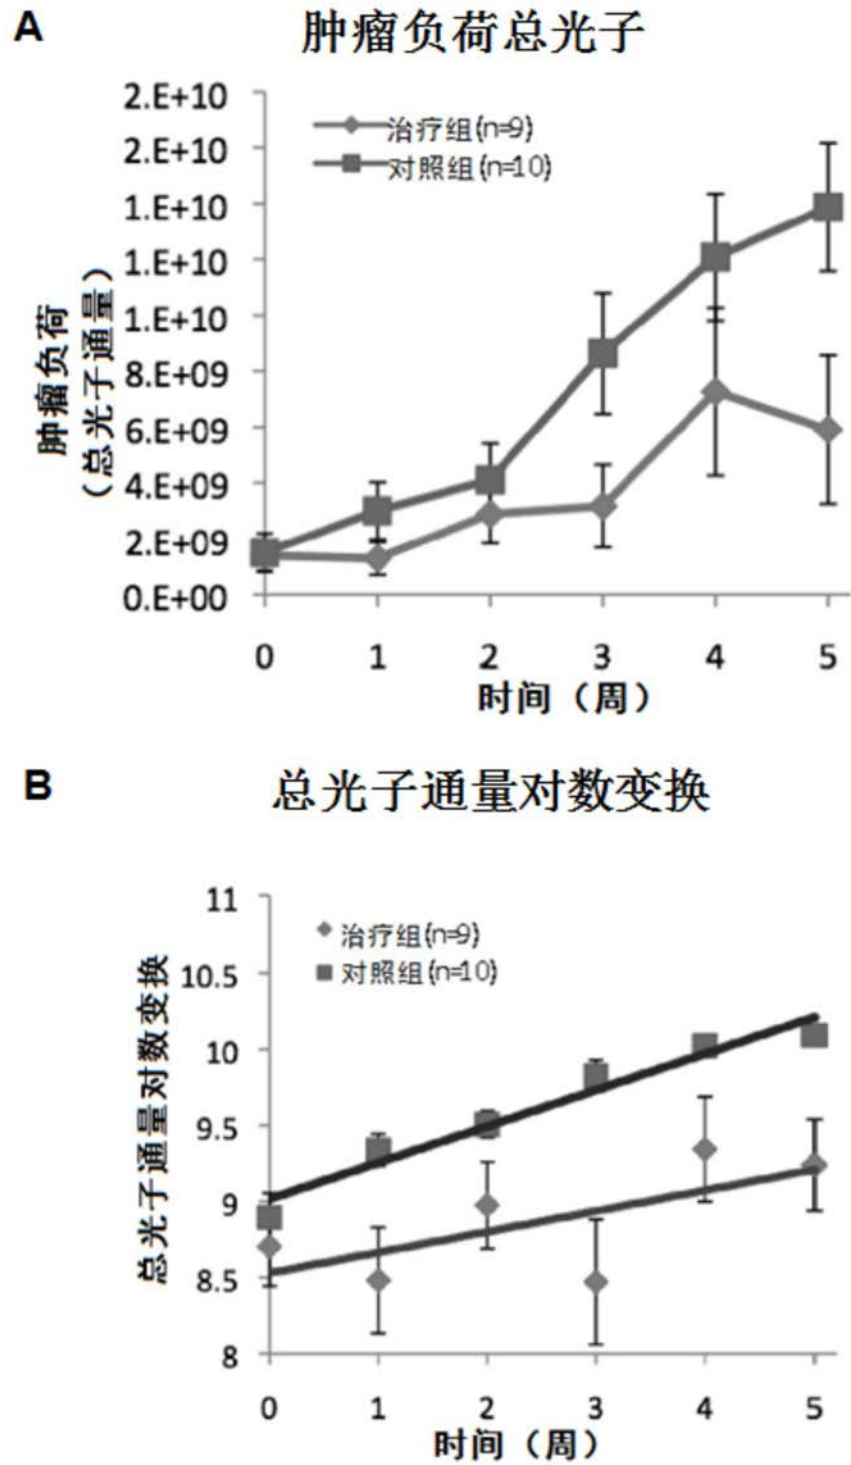 A
肿瘤负荷总光子
2.E+10
2.E+10
1.E+10
1.E+10
1.E+10
8.E+09
6.E+09
4.E+09
2.E+09
0.E+00
治疗组(n=9)
对照组(n=10)
肿瘤负荷
（总光子通量）
0 1 2 3 4 5
时间（周）
B
总光子通量对数变换
11
10.5
10
9.5
9
8.5
8
治疗组(n=9)
对照组(n=10)
总光子通量对数变换
0 1 2 3 4 5
时间（周）